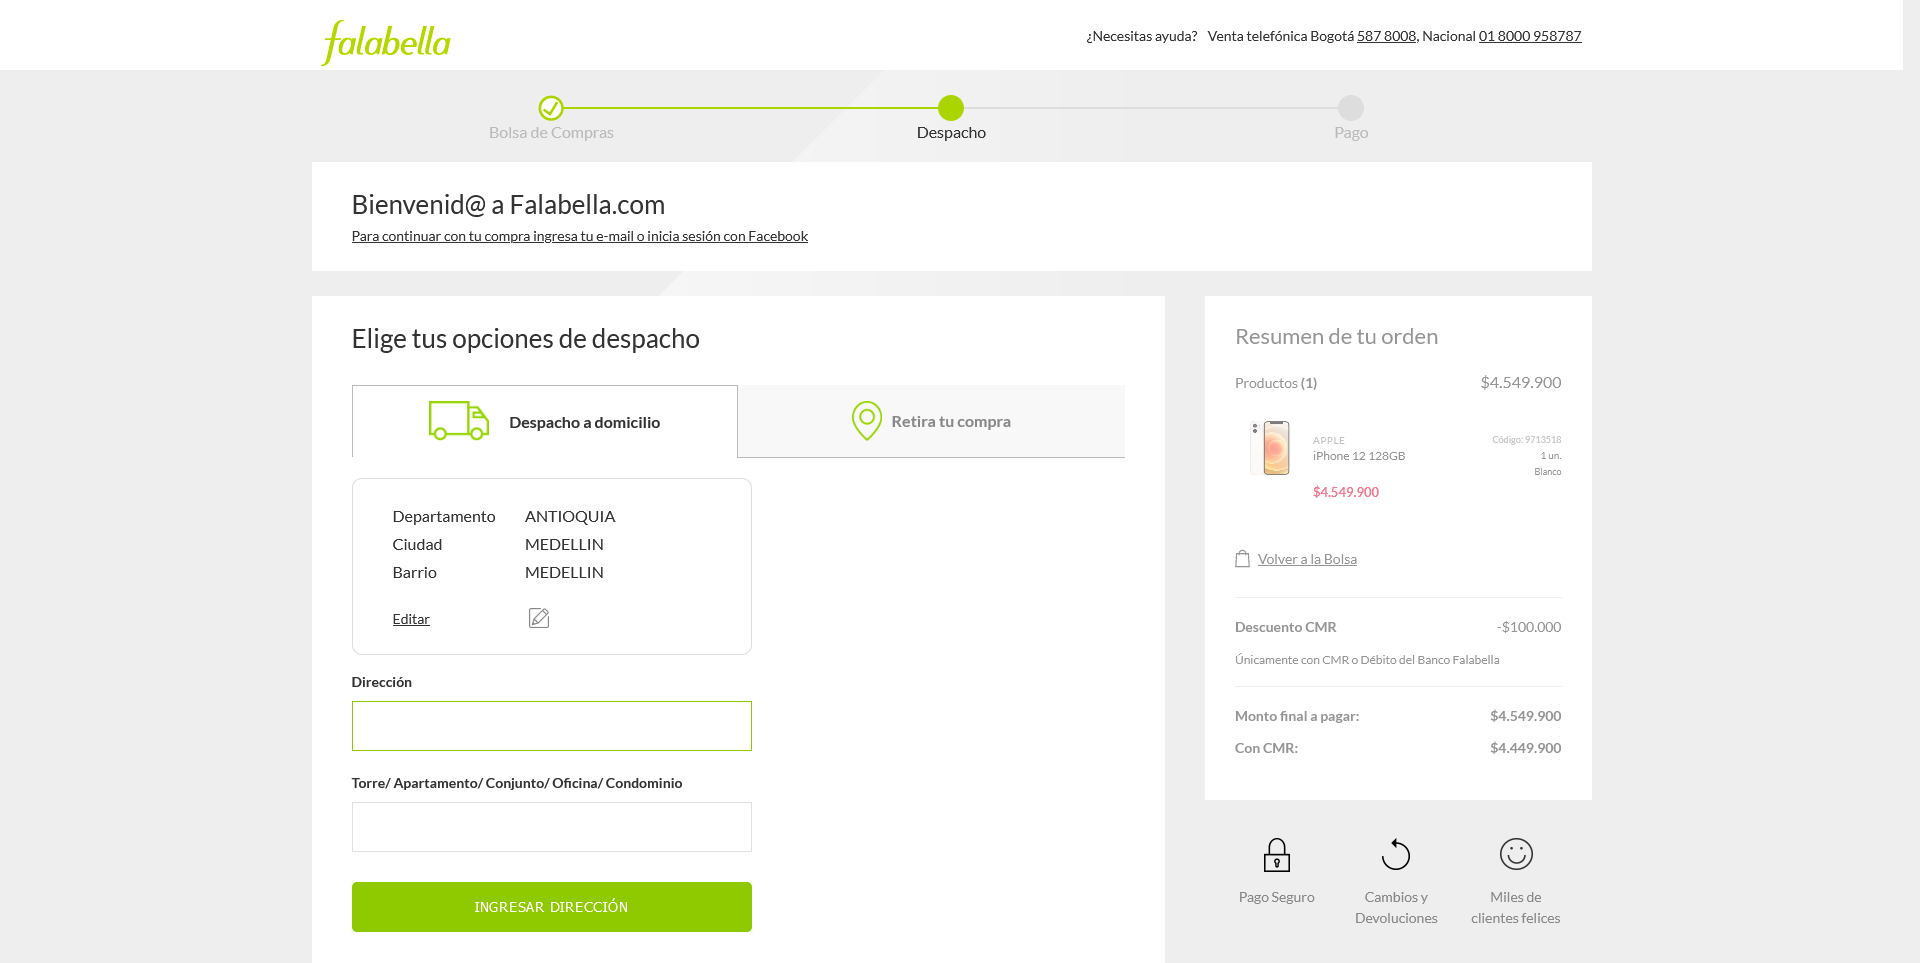 falabella
¿Necesitas ayuda? Venta telefónica Bogotá 587 8008, Nacional 01 8000 958787
Bolsa de Compras
Despacho
Pago
Bienvenid@ a Falabella.com
Para continuar con tu compra ingresa tu e-mail o inicia sesión con Facebook
Elige tus opciones de despacho
Despacho a domicilio
Retira tu compra
Departamento ANTIOQUIA
Ciudad MEDELLIN
Barrio MEDELLIN
Editar
Dirección
Torre/ Apartamento/ Conjunto/ Oficina/ Condominio
INGRESAR DIRECCIÓN
Resumen de tu orden
Productos (1) $4.549.900
APPLE
iPhone 12 128GB
$4.549.900
Código: 9713518
1 un.
Blanco
Volver a la Bolsa
Descuento CMR -$100.000
Únicamente con CMR o Débito del Banco Falabella
Monto final a pagar: $4.549.900
Con CMR: $4.449.900
Pago Seguro
Cambios y
Devoluciones
Miles de
clientes felices